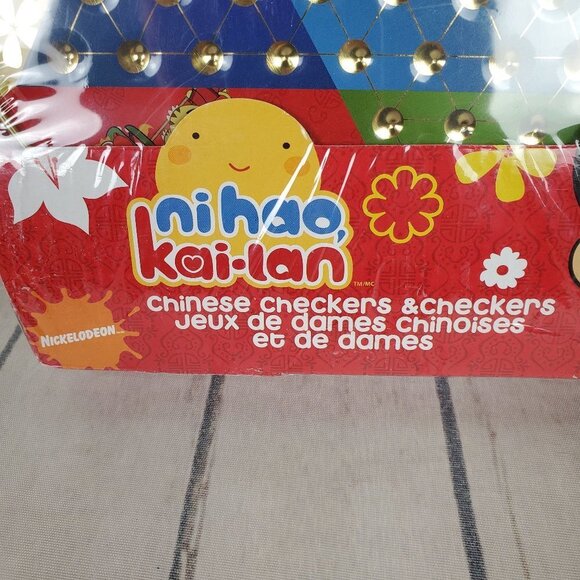 ni hao,
kai-lan
TM/MC
chinese checkers & checkers
jeux de dames chinoises
et de dames
NICKELODEON